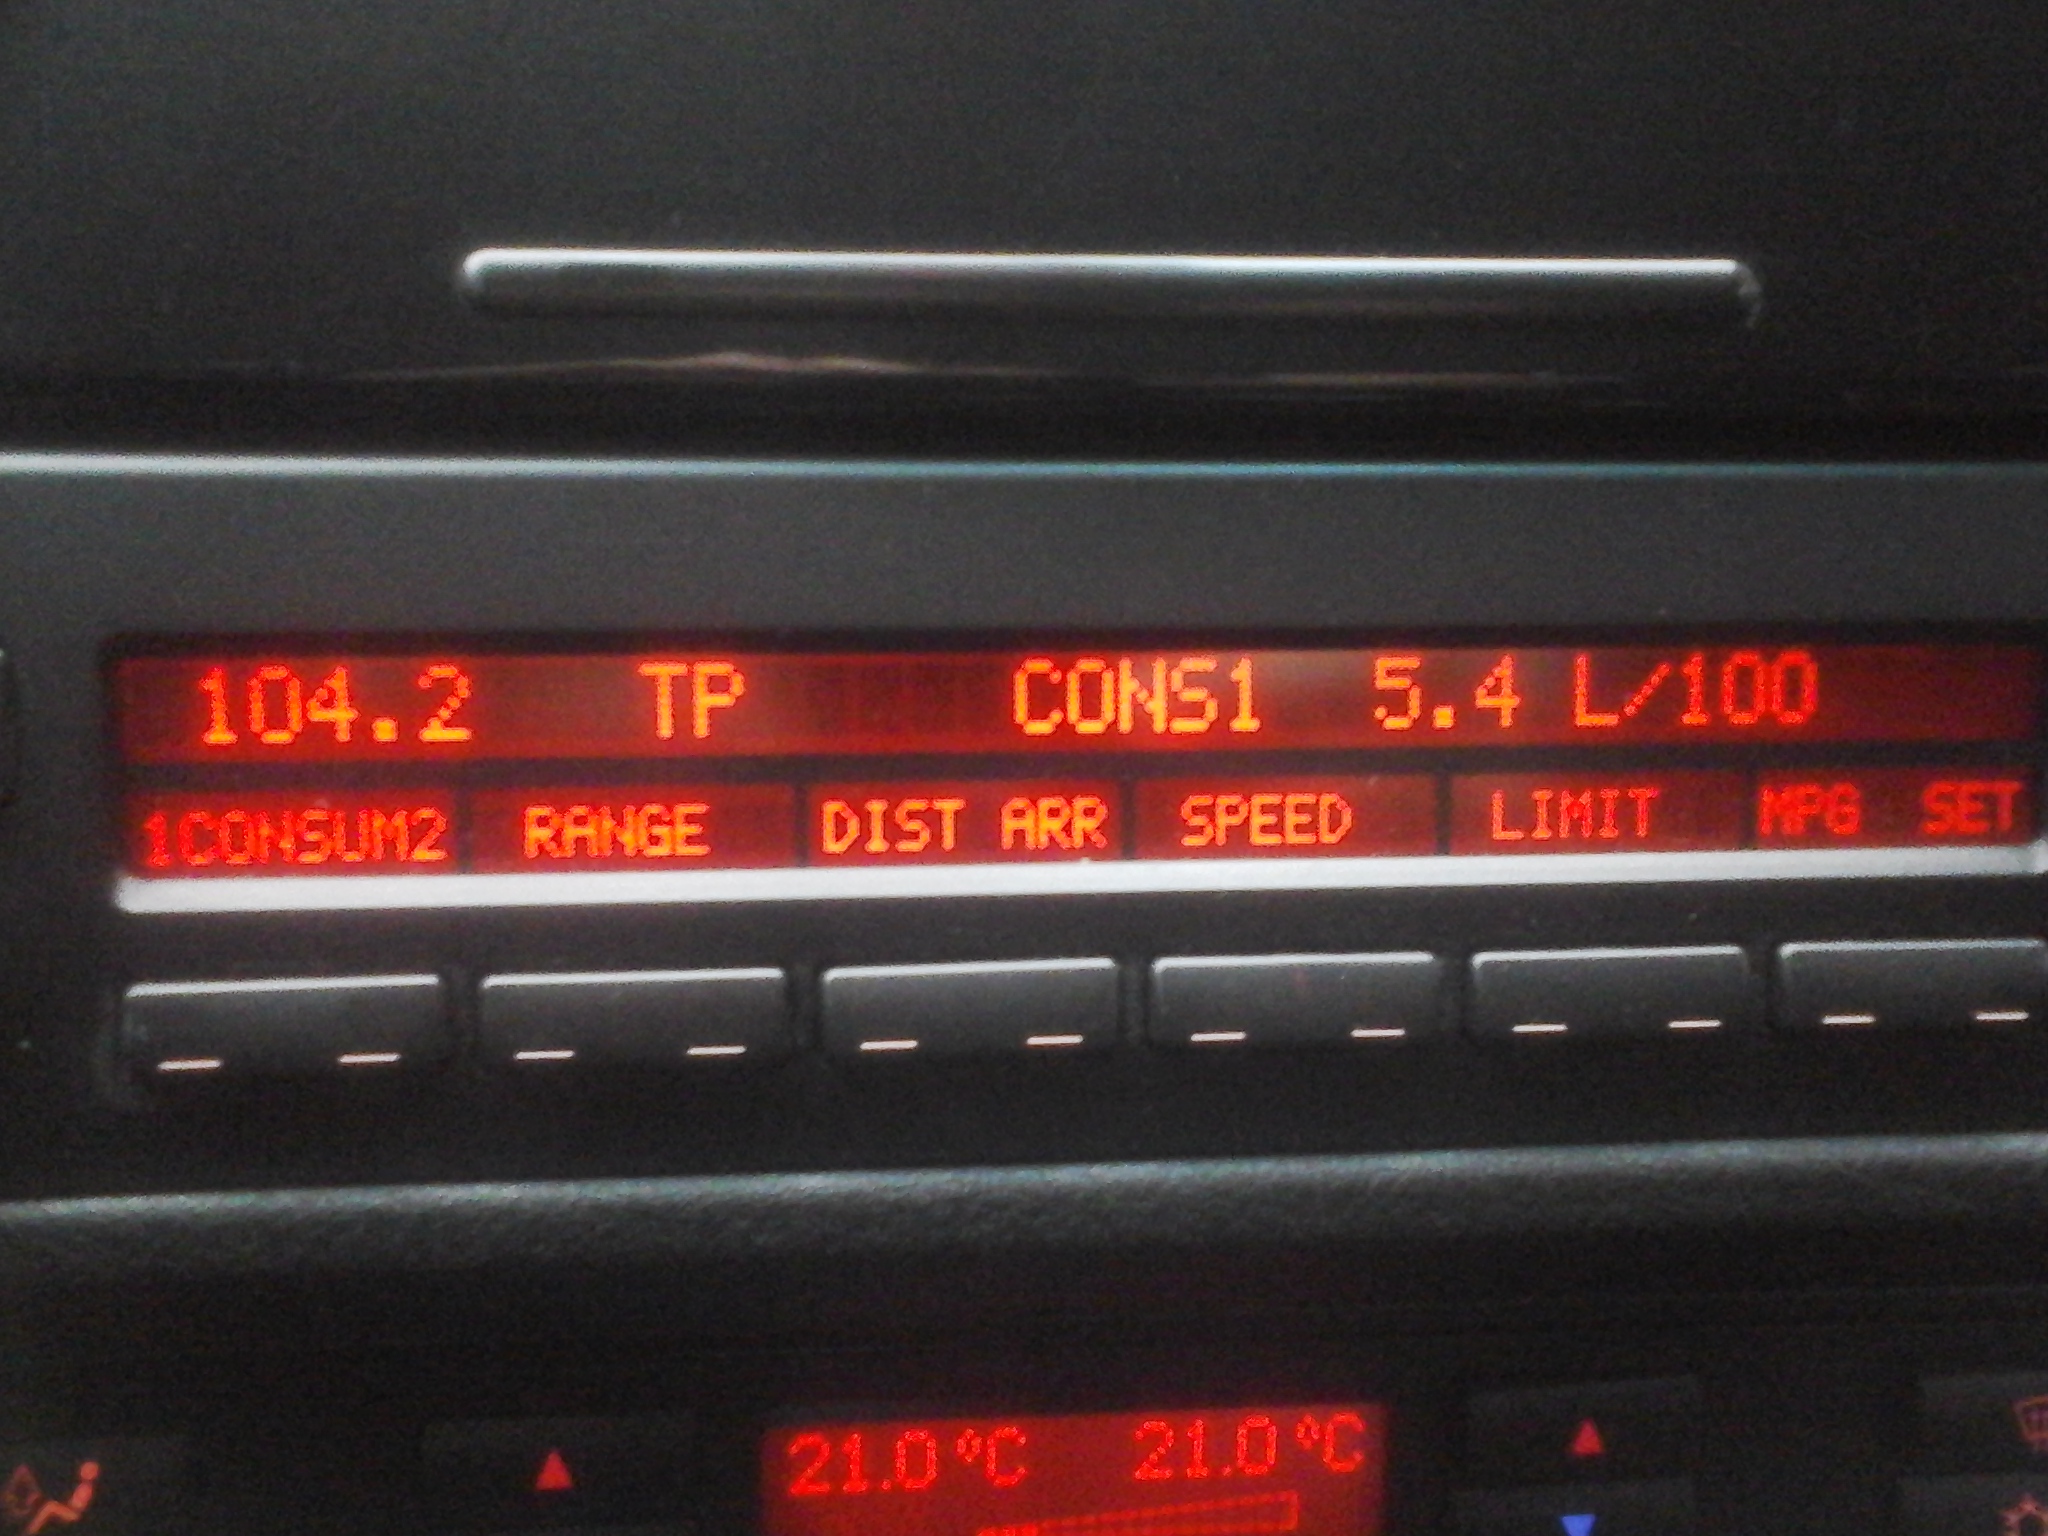 104.2 TP CONS1 5.4 L/100
1CONSUM2 RANGE DIST ARR SPEED LIMIT MPG SET
21.0 °C 21.0 °C